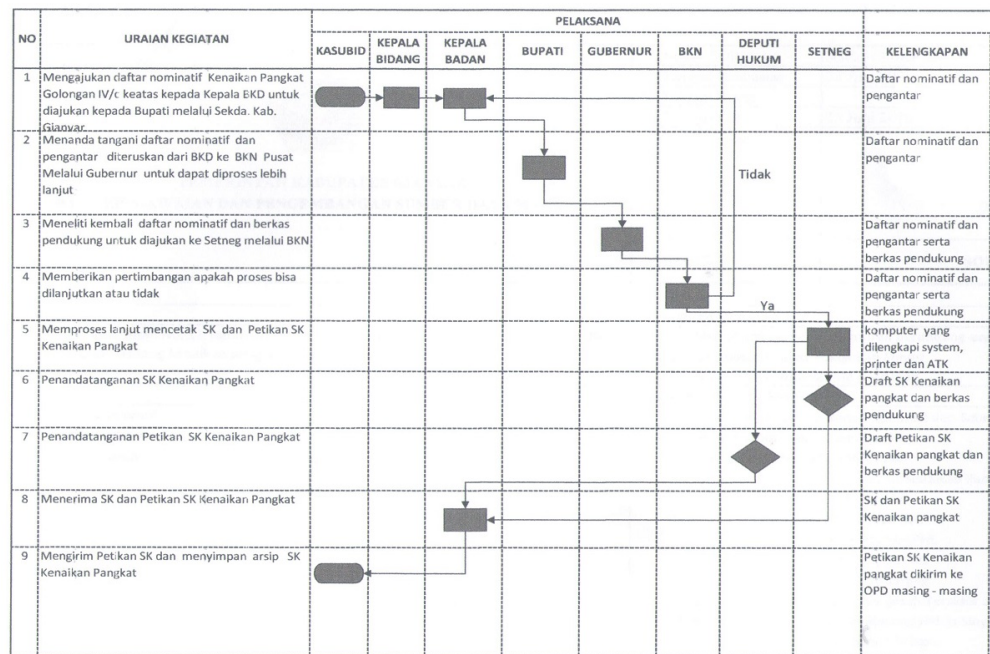 PELAKSANA
NO
URAIAN KEGIATAN
KASUBID
KEPALA
BIDANG
KEPALA
BADAN
BUPATI
GUBERNUR
BKN
DEPUTI
HUKUM
SETNEG
KELENGKAPAN
1
Mengajukan daftar nominatif Kenaikan Pangkat
Golongan IV/c keatas kepada Kepala BKD untuk
diajukan kepada Bupati melalui Sekda. Kab.
Gianyar
Daftar nominatif dan
pengantar
2
Menanda tangani daftar nominatif dan
pengantar diteruskan dari BKD ke BKN Pusat
Melalui Gubernur untuk dapat diproses lebih
lanjut
Tidak
Daftar nominatif dan
pengantar
3
Meneliti kembali daftar nominatif dan berkas
pendukung untuk diajukan ke Setneg melalui BKN
Daftar nominatif dan
pengantar serta
berkas pendukung
4
Memberikan pertimbangan apakah proses bisa
dilanjutkan atau tidak
Ya
Daftar nominatif dan
pengantar serta
berkas pendukung
5
Memproses lanjut mencetak SK dan Petikan SK
Kenaikan Pangkat
komputer yang
dilengkapi system,
printer dan ATK
6
Penandatanganan SK Kenaikan Pangkat
Draft SK Kenaikan
pangkat dan berkas
pendukung
7
Penandatanganan Petikan SK Kenaikan Pangkat
Draft Petikan SK
Kenaikan pangkat dan
berkas pendukung
8
Menerima SK dan Petikan SK Kenaikan Pangkat
SK dan Petikan SK
Kenaikan pangkat
9
Mengirim Petikan SK dan menyimpan arsip SK
Kenaikan Pangkat
Petikan SK Kenaikan
pangkat dikirim ke
OPD masing - masing